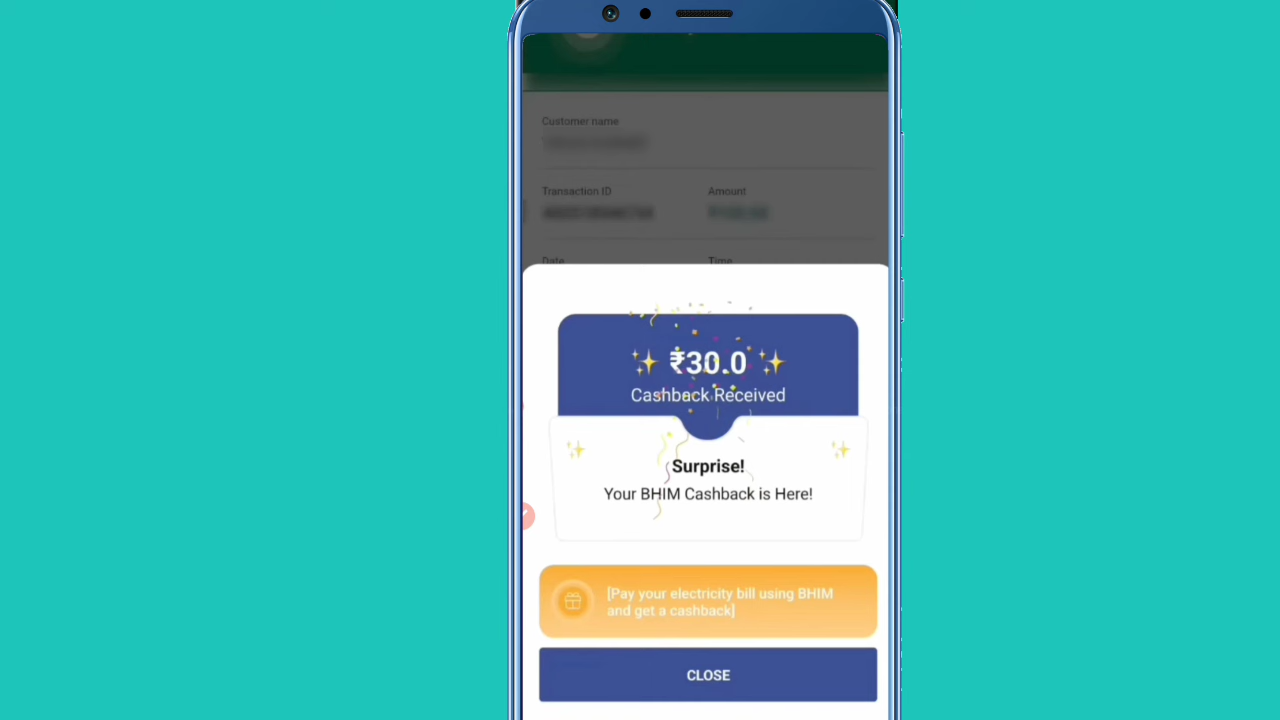 Customer name
Transaction ID
Amount
Date
Time
₹30.0
Cashback Received
Surprise!
Your BHIM Cashback is Here!
[Pay your electricity bill using BHIM
and get a cashback]
CLOSE